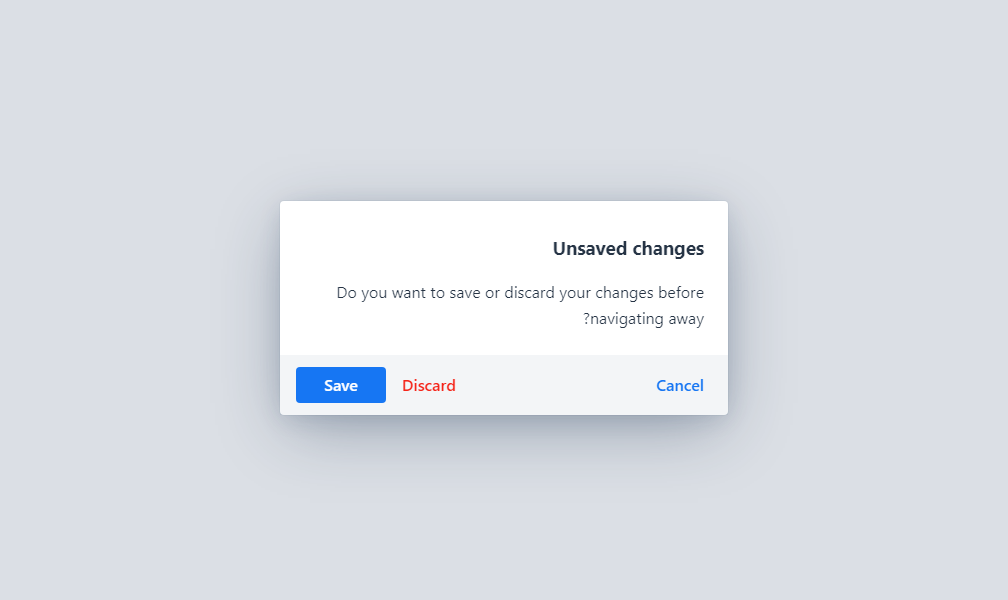 Unsaved changes
Do you want to save or discard your changes before
?navigating away
Save
Discard
Cancel